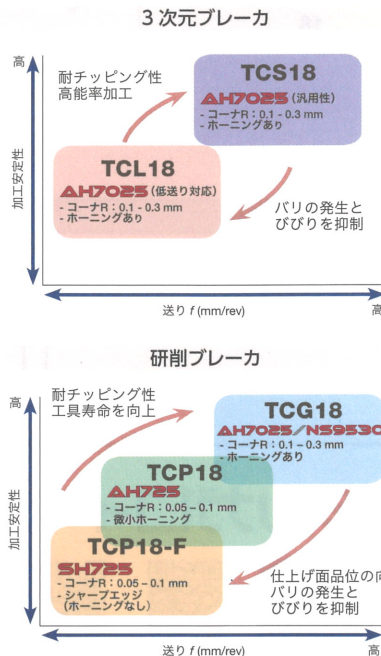 3次元ブレーカ
高
耐チッピング性
高能率加工
TCS18
AH7025 (汎用性)
- コーナR：0.1 - 0.3 mm
- ホーニングあり
TCL18
AH7025 (低送り対応)
- コーナR：0.1 - 0.3 mm
- ホーニングあり
バリの発生と
びびりを抑制
加工安定性
送り f (mm/rev)
高
研削ブレーカ
高
耐チッピング性
工具寿命を向上
TCG18
AH7025／NS9530
- コーナR：0.1 – 0.3 mm
- ホーニングあり
TCP18
AH725
- コーナR：0.05 – 0.1 mm
- 微小ホーニング
TCP18-F
SH725
- コーナR：0.05 – 0.1 mm
- シャープエッジ
（ホーニングなし）
仕上げ面品位の向
バリの発生と
びびりを抑制
加工安定性
送り f (mm/rev)
高